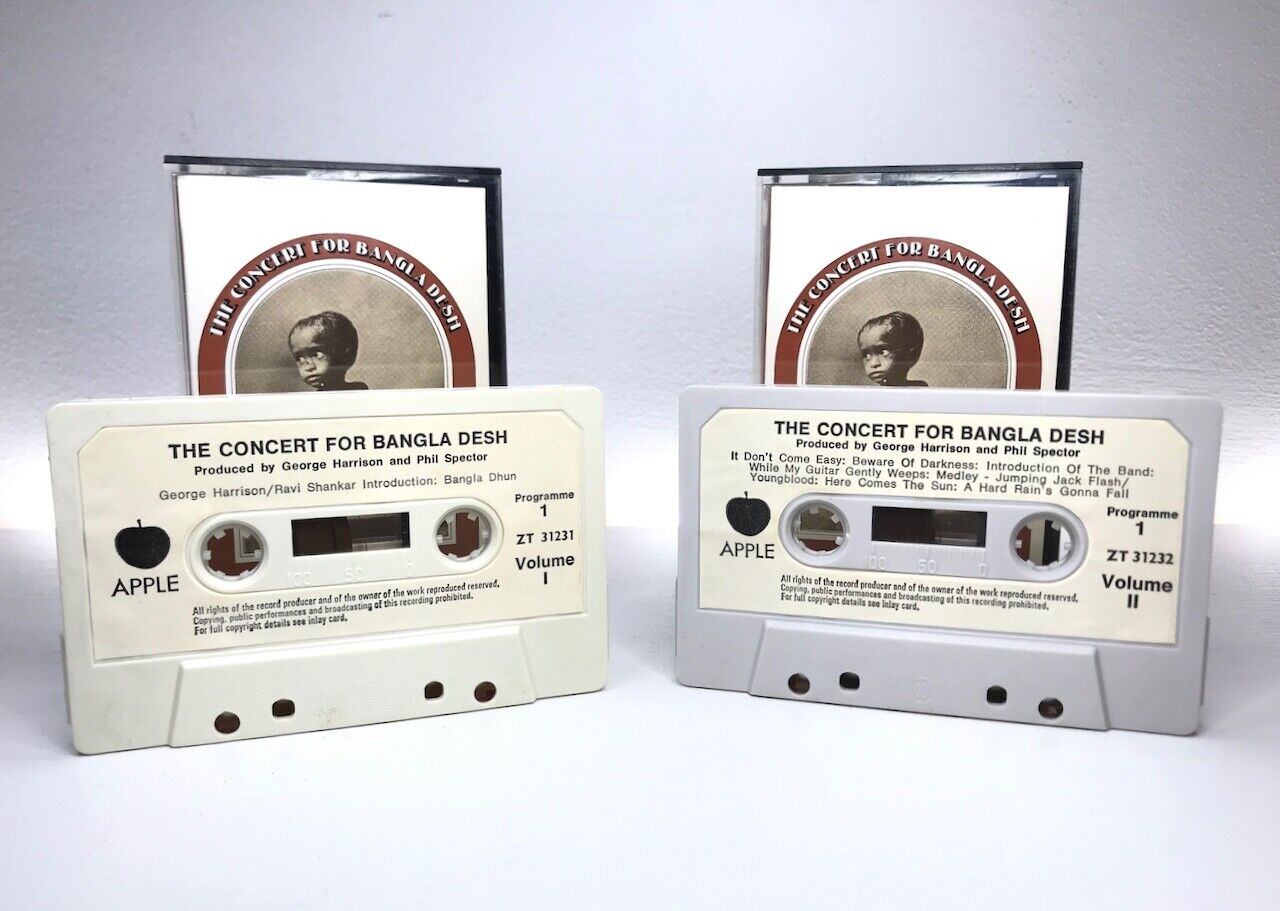 THE CONCERT FOR BANGLA DESH
THE CONCERT FOR BANGLA DESH
THE CONCERT FOR BANGLA DESH
Produced by George Harrison and Phil Spector
George Harrison/Ravi Shankar Introduction: Bangla Dhun
Programme
1
ZT 31231
Volume
I
APPLE
100 50 0
All rights of the record producer and of the owner of the work reproduced reserved.
Copying, public performances and broadcasting of this recording prohibited.
For full copyright details see inlay card.
THE CONCERT FOR BANGLA DESH
Produced by George Harrison and Phil Spector
It Don't Come Easy: Beware Of Darkness: Introduction Of The Band:
While My Guitar Gently Weeps: Medley - Jumping Jack Flash/
Youngblood: Here Comes The Sun: A Hard Rain's Gonna Fall
Programme
1
ZT 31232
Volume
II
APPLE
100 50 0
All rights of the record producer and of the owner of the work reproduced reserved.
Copying, public performances and broadcasting of this recording prohibited.
For full copyright details see inlay card.